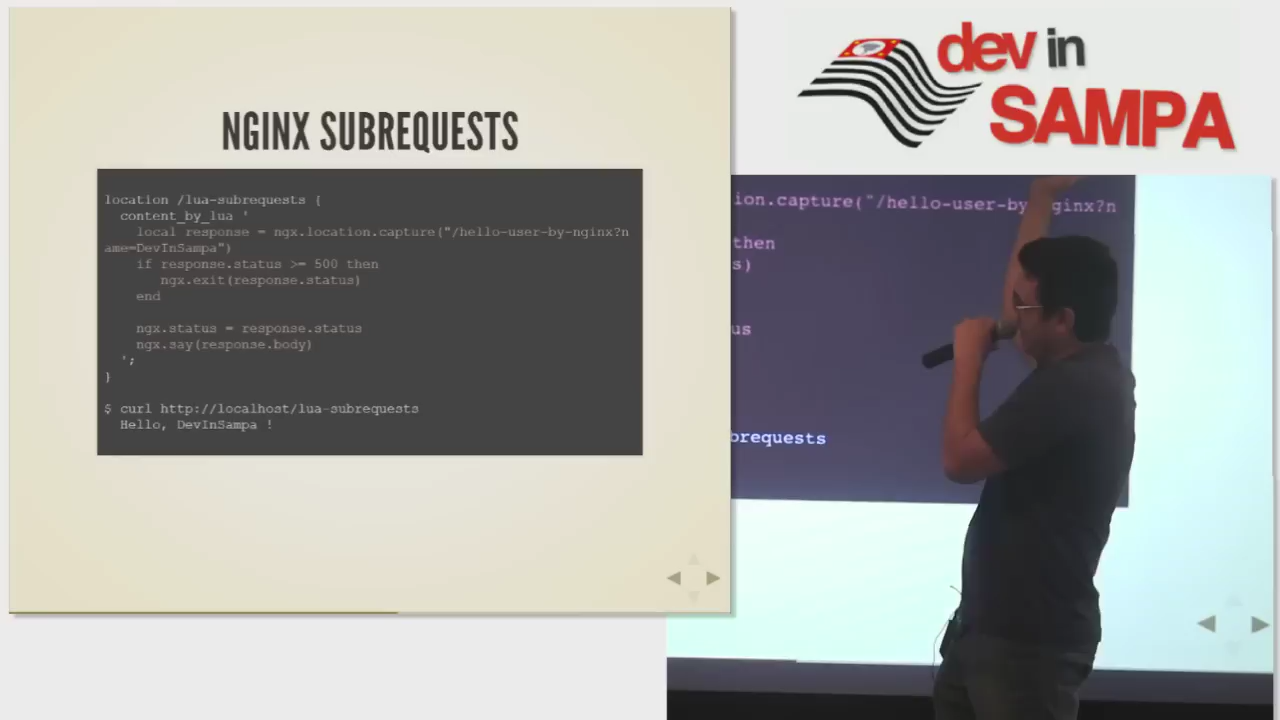 NGINX SUBREQUESTS
location /lua-subrequests {
content_by_lua '
local response = ngx.location.capture("/hello-user-by-nginx?n
ame=DevInSampa")
if response.status >= 500 then
ngx.exit(response.status)
end
ngx.status = response.status
ngx.say(response.body)
';
}
$ curl http://localhost/lua-subrequests
Hello, DevInSampa !
dev in
SAMPA
ion.capture("/hello-user-by nginx?n
then
s)
us
brequests